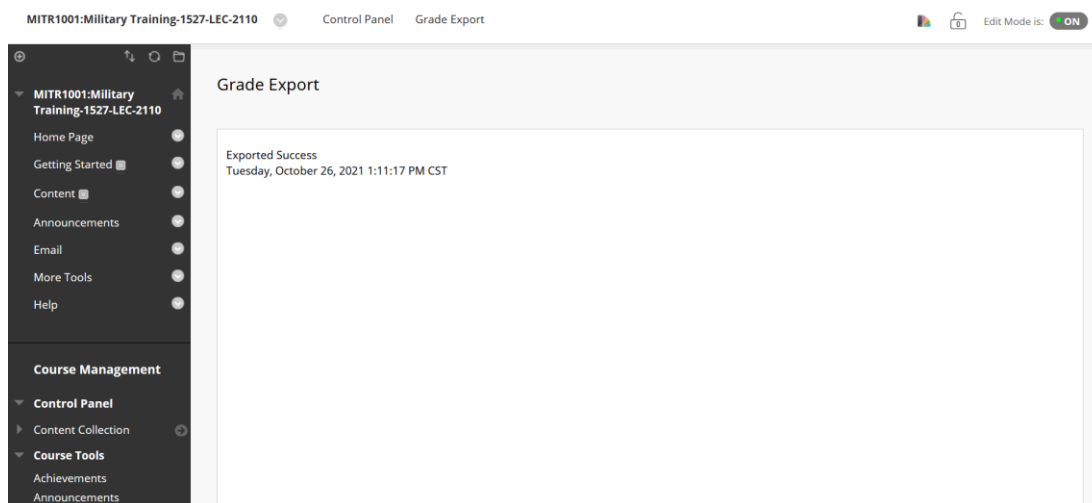 MITR1001:Military Training-1527-LEC-2110
Control Panel
Grade Export
Edit Mode is:
ON
MITR1001:Military
Training-1527-LEC-2110
Home Page
Getting Started
Content
Announcements
Email
More Tools
Help
Course Management
Control Panel
Content Collection
Course Tools
Achievements
Announcements
Grade Export
Exported Success
Tuesday, October 26, 2021 1:11:17 PM CST